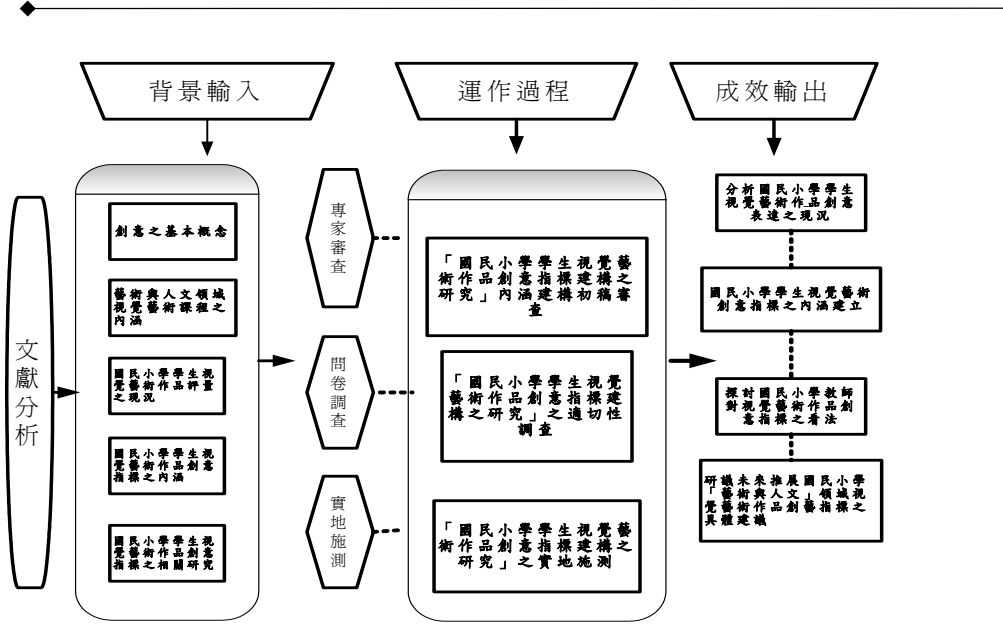 背景輸入
運作過程
成效輸出
文獻分析
創意之基本概念
藝術與人文領域
視覺藝術課程之
內涵
國民小學學生視
覺藝術作品評量
之現況
國民小學學生視
覺藝術作品創意
指標之內涵
國民小學學生視
覺藝術作品創意
指標之相關研究
專家審查
問卷調查
實地施測
「國民小學學生視覺藝
術作品創意指標建構之
研究」內涵建構初稿審
查
「國民小學學生視覺
藝術作品創意指標建
構之研究」之適切性
調查
「國民小學學生視覺藝
術作品創意指標建構之
研究」之實地施測
分析國民小學學生
視覺藝術作品創意
表達之現況
國民小學學生視覺藝術
創意指標之內涵建立
探討國民小學教師
對視覺藝術作品創
意指標之看法
研議未來推展國民小學
「藝術與人文」領域視
覺藝術作品創藝指標之
具體建議